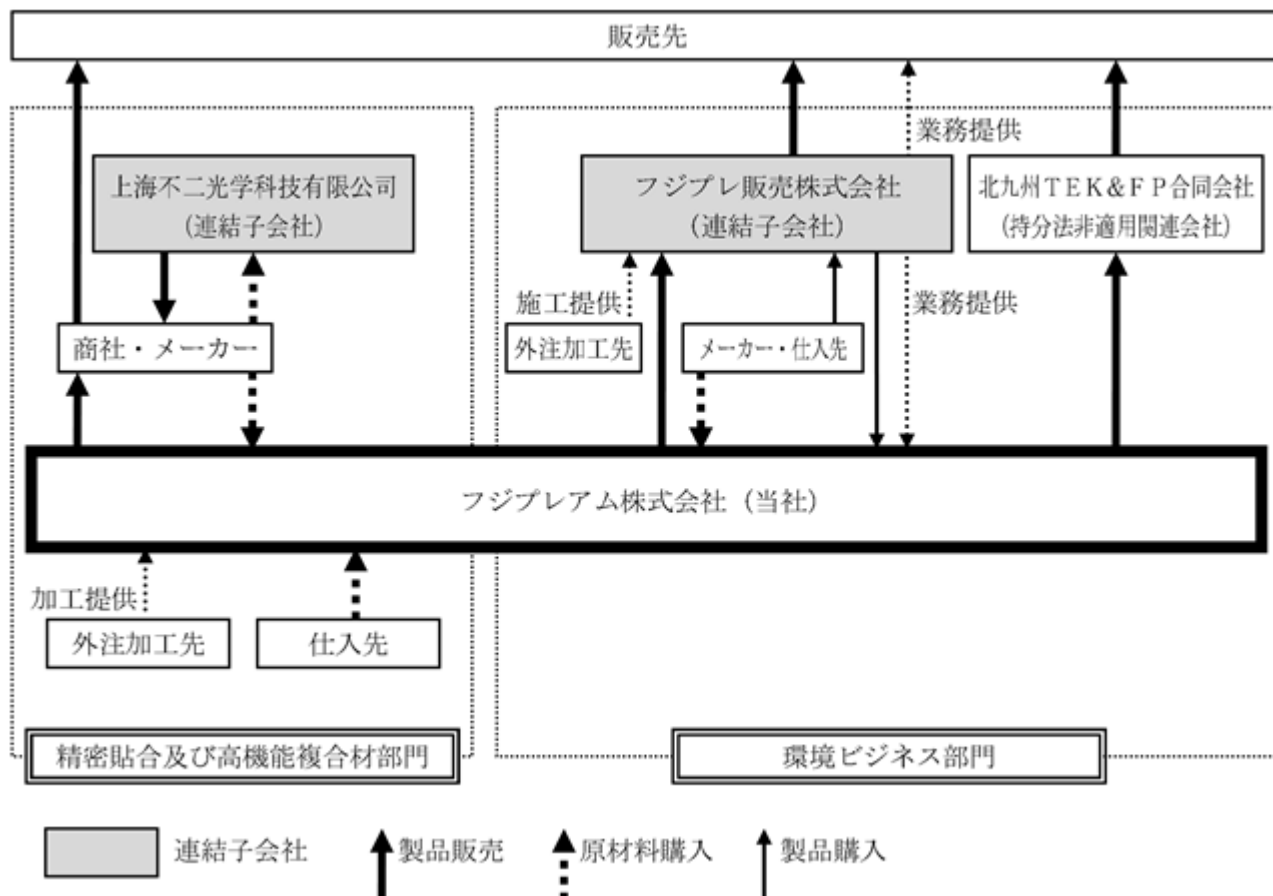 販売先
業務提供
上海不二光学科技有限公司
(連結子会社)
フジプレ販売株式会社
(連結子会社)
北九州TEK&FP合同会社
(持分法非適用関連会社)
施工提供
業務提供
商社・メーカー
外注加工先
メーカー・仕入先
フジプレアム株式会社 (当社)
加工提供
外注加工先
仕入先
精密貼合及び高機能複合材部門
環境ビジネス部門
連結子会社
製品販売
原材料購入
製品購入